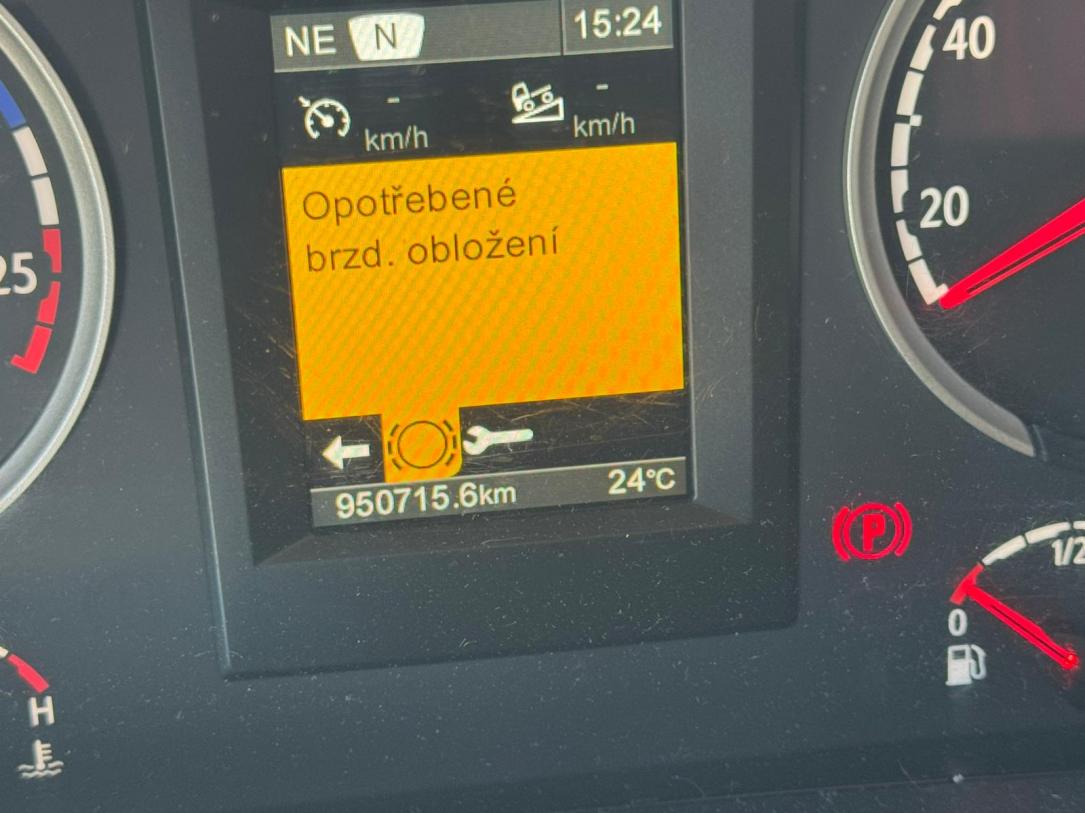 NE N 15:24
- -
km/h km/h
Opotřebené
brzd. obložení
950715.6km 24°C
40
20
25
P
1/2
0
H